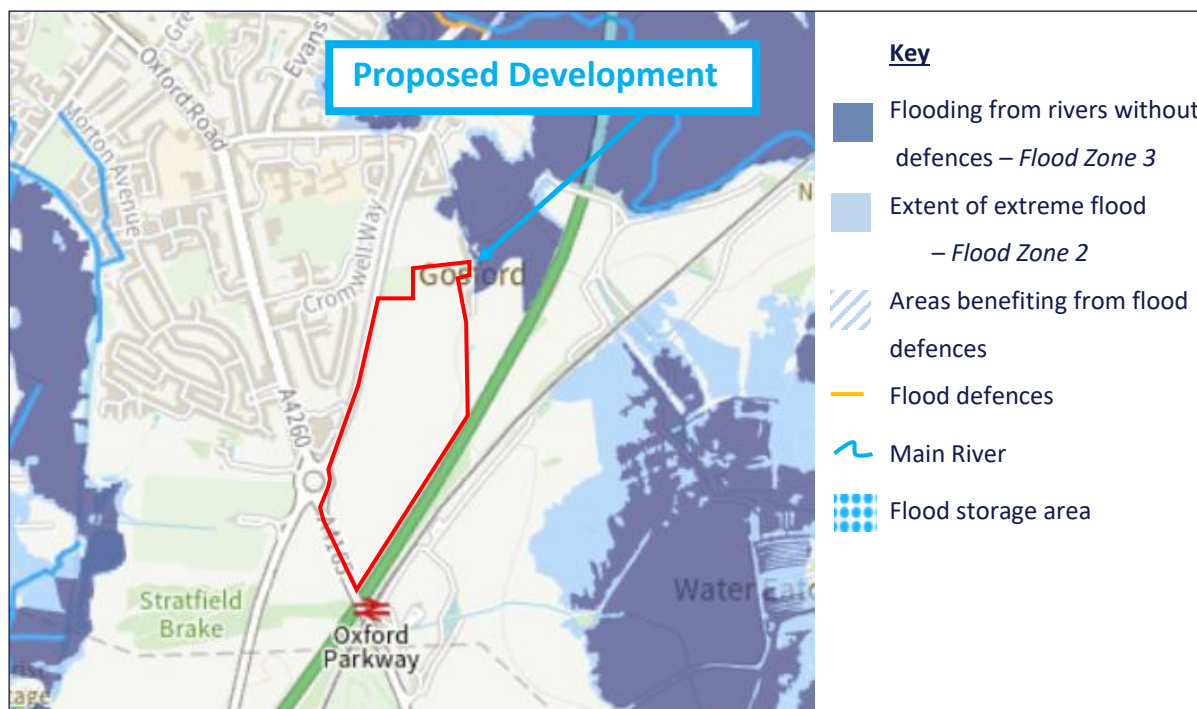 Proposed Development
Oxford Road
Evans
Morton Avenue
Cromwell Way
Gosford
A4260
A4165
Stratfield
Brake
Oxford
Parkway
Key
Flooding from rivers without
defences – Flood Zone 3
Extent of extreme flood
– Flood Zone 2
Areas benefiting from flood
defences
Flood defences
Main River
Flood storage area